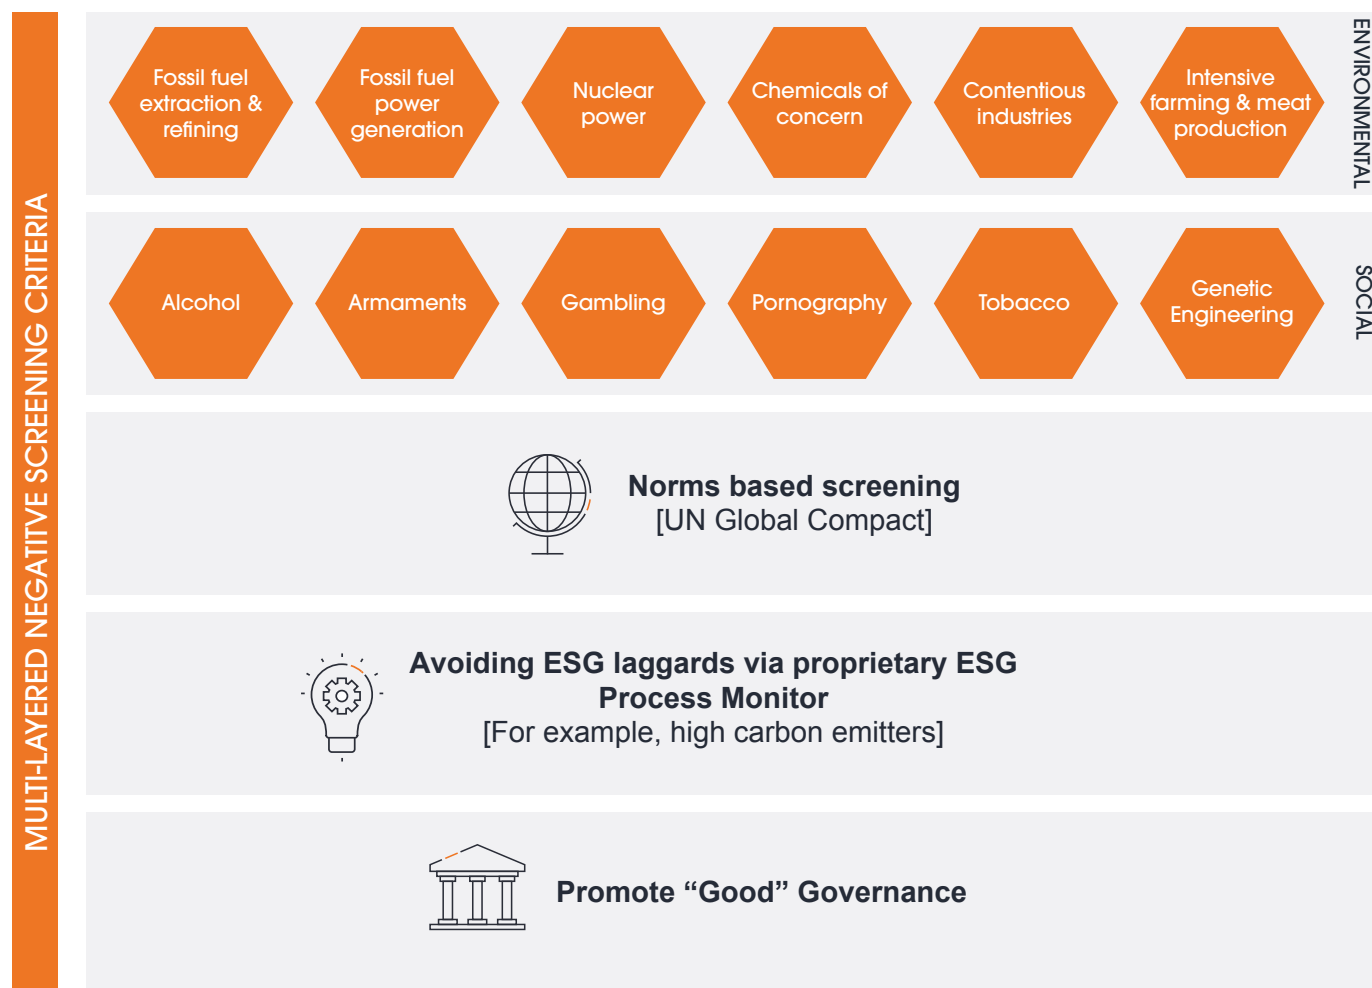 MULTI-LAYERED NEGATITVE SCREENING CRITERIA
Fossil fuel
extraction &
refining
Fossil fuel
power
generation
Nuclear
power
Chemicals of
concern
Contentious
industries
Intensive
farming & meat
production
ENVIRONMENTAL
Alcohol
Armaments
Gambling
Pornography
Tobacco
Genetic
Engineering
SOCIAL
Norms based screening
[UN Global Compact]
Avoiding ESG laggards via proprietary ESG
Process Monitor
[For example, high carbon emitters]
Promote “Good” Governance